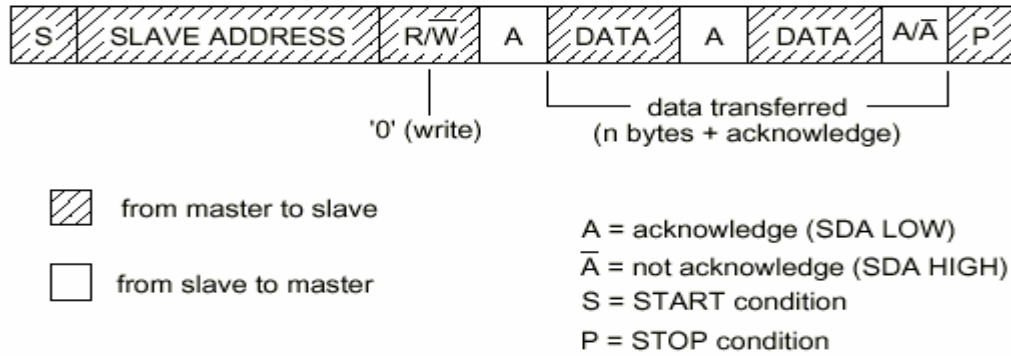 S SLAVE ADDRESS R/W̅ A DATA A DATA A/A̅ P
'0' (write)
data transferred
(n bytes + acknowledge)
from master to slave
from slave to master
A = acknowledge (SDA LOW)
A̅ = not acknowledge (SDA HIGH)
S = START condition
P = STOP condition